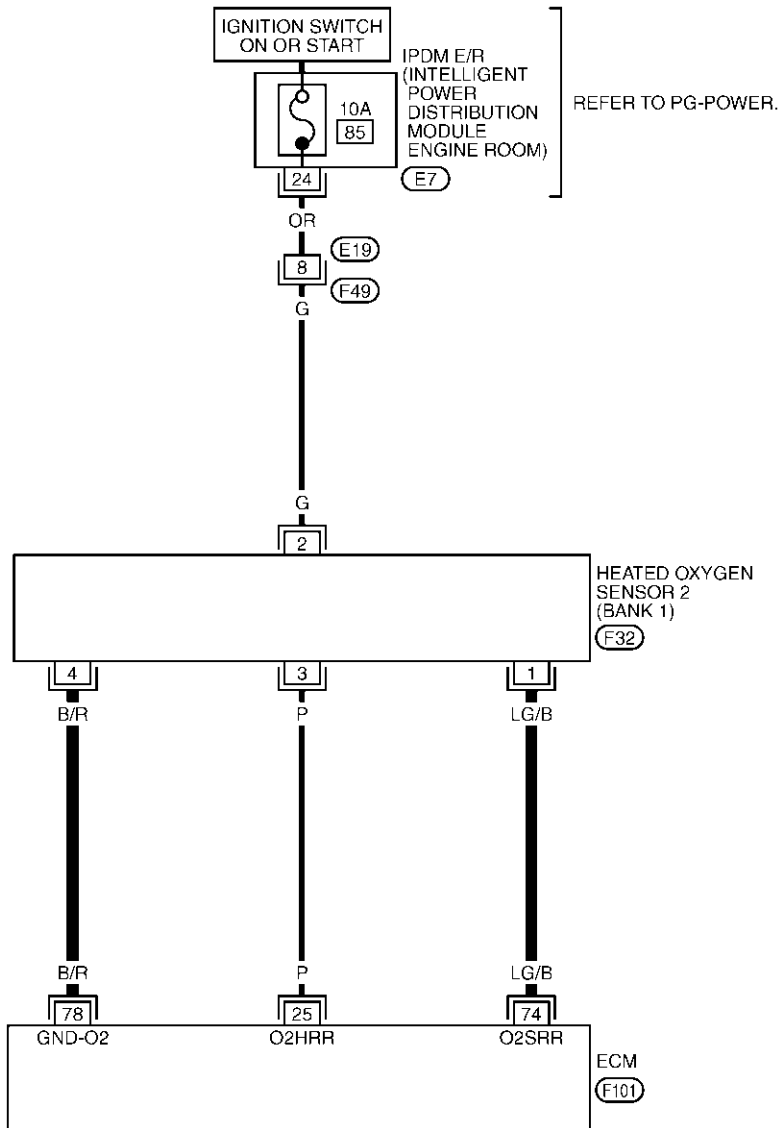 IGNITION SWITCH
ON OR START
IPDM E/R
(INTELLIGENT
POWER
DISTRIBUTION
MODULE
ENGINE ROOM)
REFER TO PG-POWER.
10A
85
24
E7
OR
8
E19
F49
G
G
2
HEATED OXYGEN
SENSOR 2
(BANK 1)
F32
4
3
1
B/R
P
LG/B
B/R
P
LG/B
78
25
74
GND-O2
O2HRR
O2SRR
ECM
F101